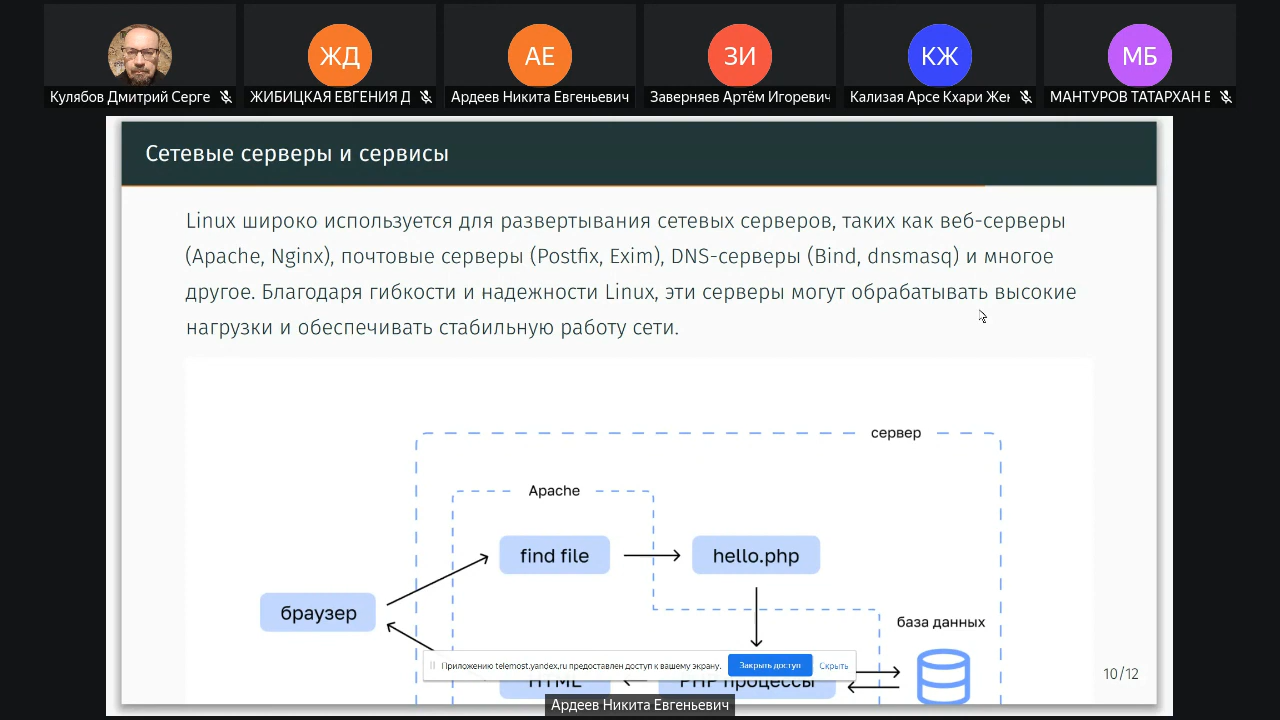 ЖД
АЕ
ЗИ
КЖ
МБ
Кулябов Дмитрий Серге
ЖИБИЦКАЯ ЕВГЕНИЯ Д
Ардеев Никита Евгеньевич
Заверняев Артём Игоревич
Кализая Арсе Кхари Жек
МАНТУРОВ ТАТАРХАН Б
Сетевые серверы и сервисы
Linux широко используется для развертывания сетевых серверов, таких как веб-серверы
(Apache, Nginx), почтовые серверы (Postfix, Exim), DNS-серверы (Bind, dnsmasq) и многое
другое. Благодаря гибкости и надежности Linux, эти серверы могут обрабатывать высокие
нагрузки и обеспечивать стабильную работу сети.
сервер
Apache
find file
hello.php
браузер
база данных
Приложению telemost.yandex.ru предоставлен доступ к вашему экрану.
Закрыть доступ
Скрыть
HTML
PHP процессы
10/12
Ардеев Никита Евгеньевич